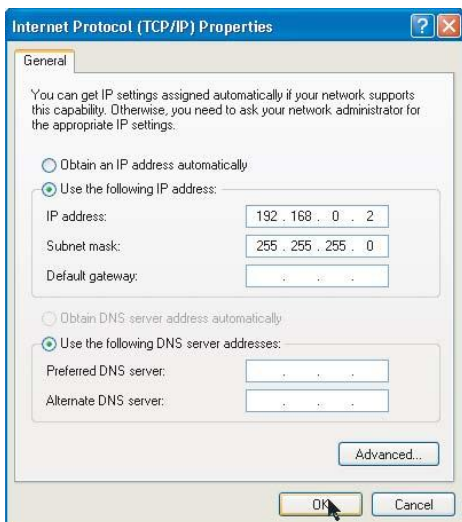 Internet Protocol (TCP/IP) Properties
General
You can get IP settings assigned automatically if your network supports
this capability. Otherwise, you need to ask your network administrator for
the appropriate IP settings.
Obtain an IP address automatically
Use the following IP address:
IP address: 192 . 168 . 0 . 2
Subnet mask: 255 . 255 . 255 . 0
Default gateway: . . .
Obtain DNS server address automatically
Use the following DNS server addresses:
Preferred DNS server: . . .
Alternate DNS server: . . .
Advanced...
OK Cancel